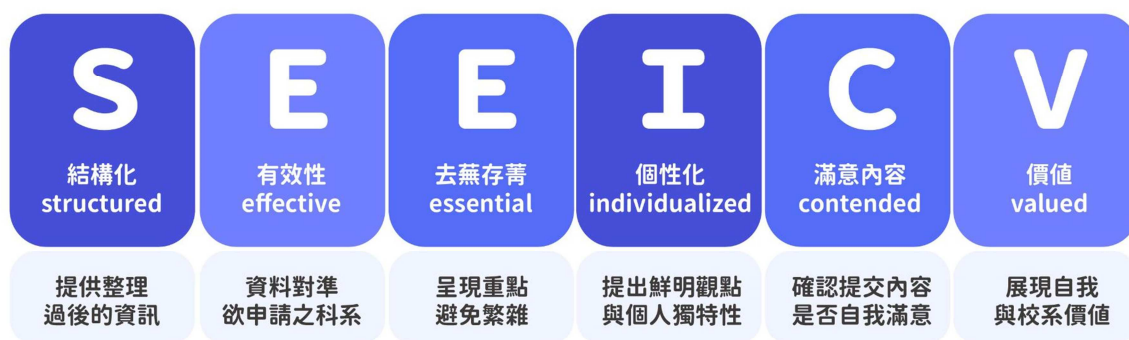 S
結構化
structured
提供整理
過後的資訊
E
有效性
effective
資料對準
欲申請之科系
E
去蕪存菁
essential
呈現重點
避免繁雜
I
個性化
individualized
提出鮮明觀點
與個人獨特性
C
滿意內容
contended
確認提交內容
是否自我滿意
V
價值
valued
展現自我
與校系價值